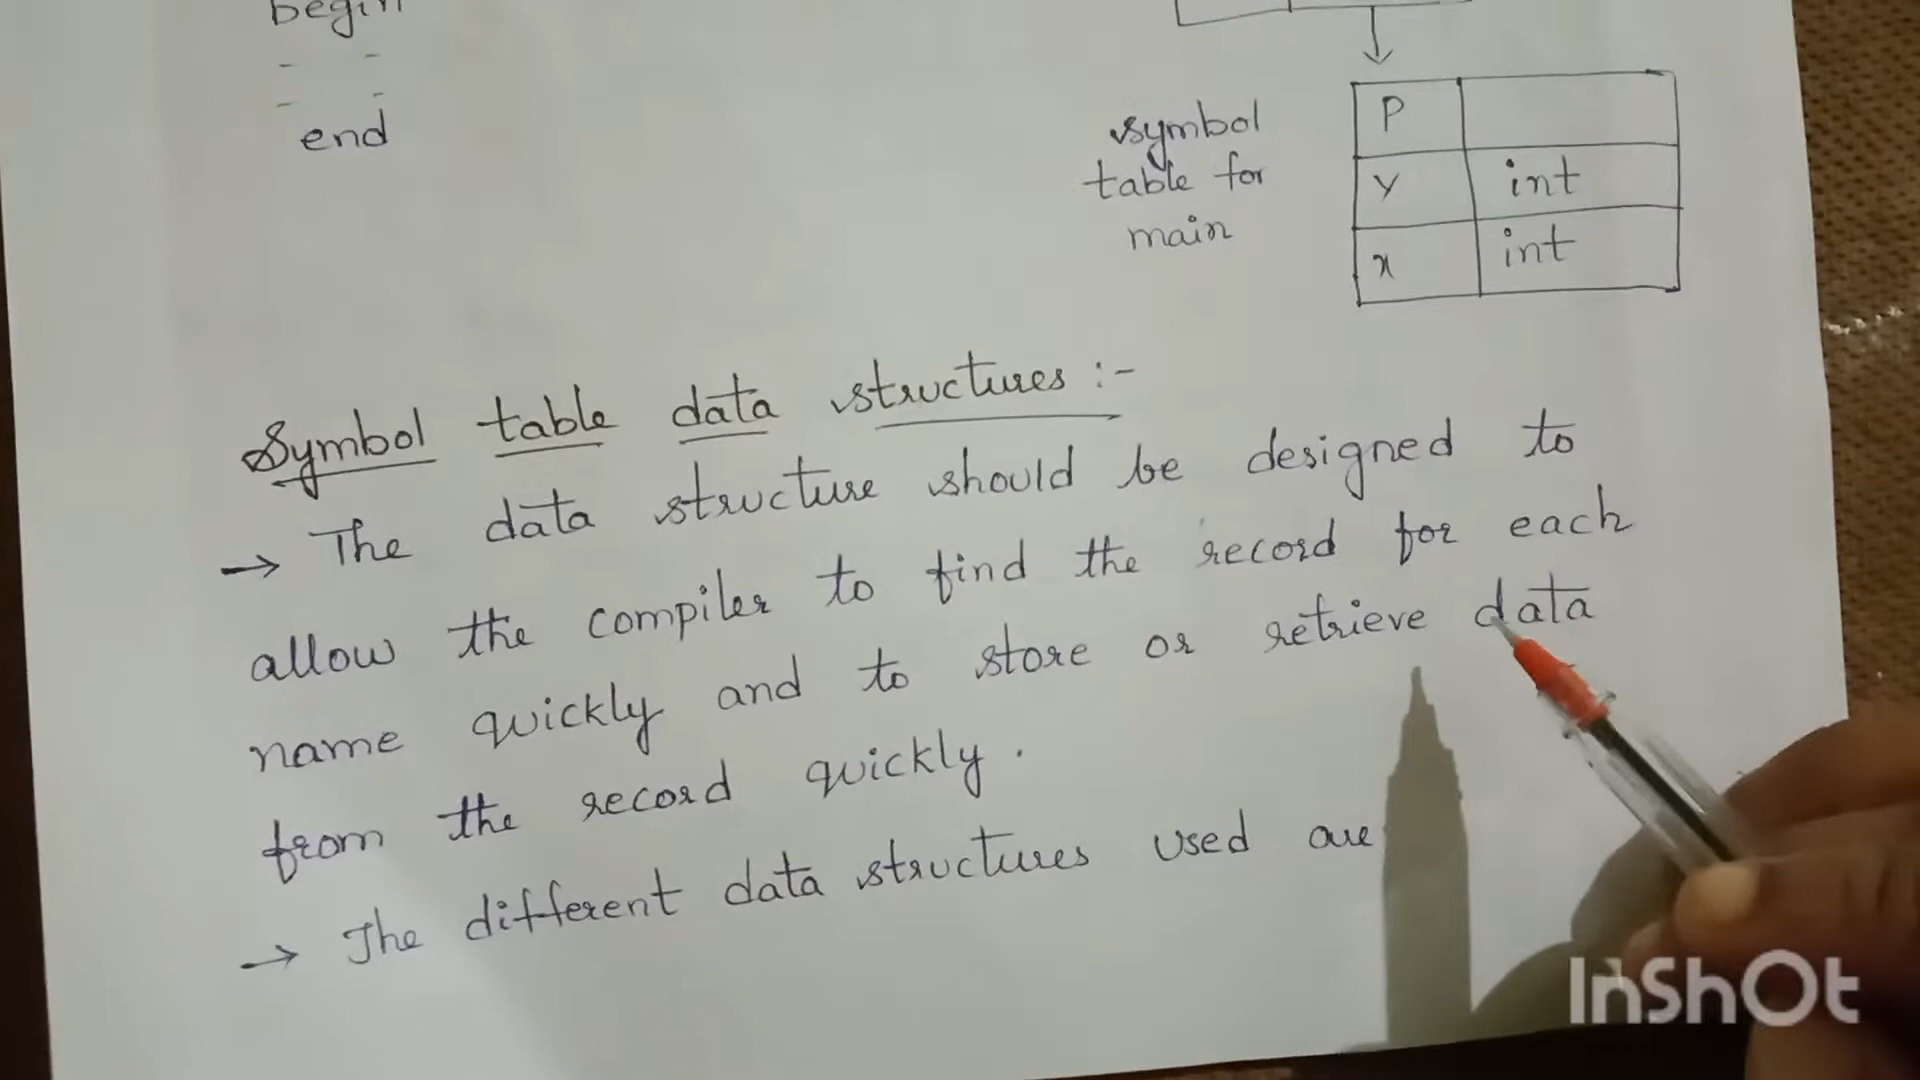 begin
- -
- -
end
symbol
table for
main
P
y int
x int
Symbol table data structures :-
→ The data structure should be designed to
allow the compiler to find the record for each
name quickly and to store or retrieve data
from the record quickly.
→ The different data structures used are
InShOt